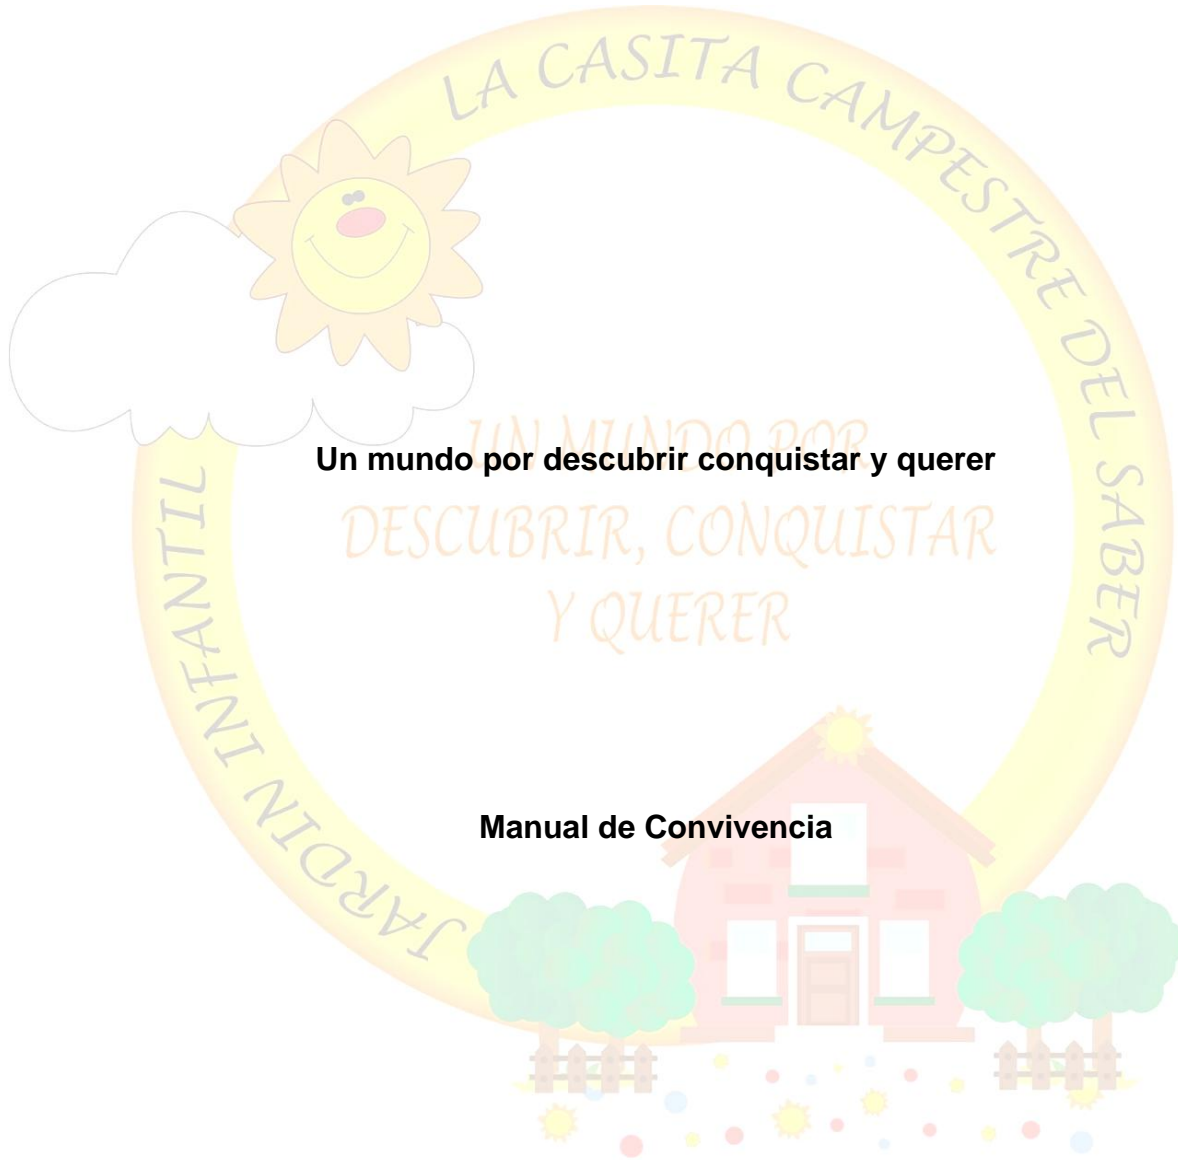 LA CASITA CAMPESTRE DEL SABER
UN MUNDO POR
Un mundo por descubrir conquistar y querer
DESCUBRIR, CONQUISTAR
Y QUERER
JARDIN INFANTIL
Manual de Convivencia